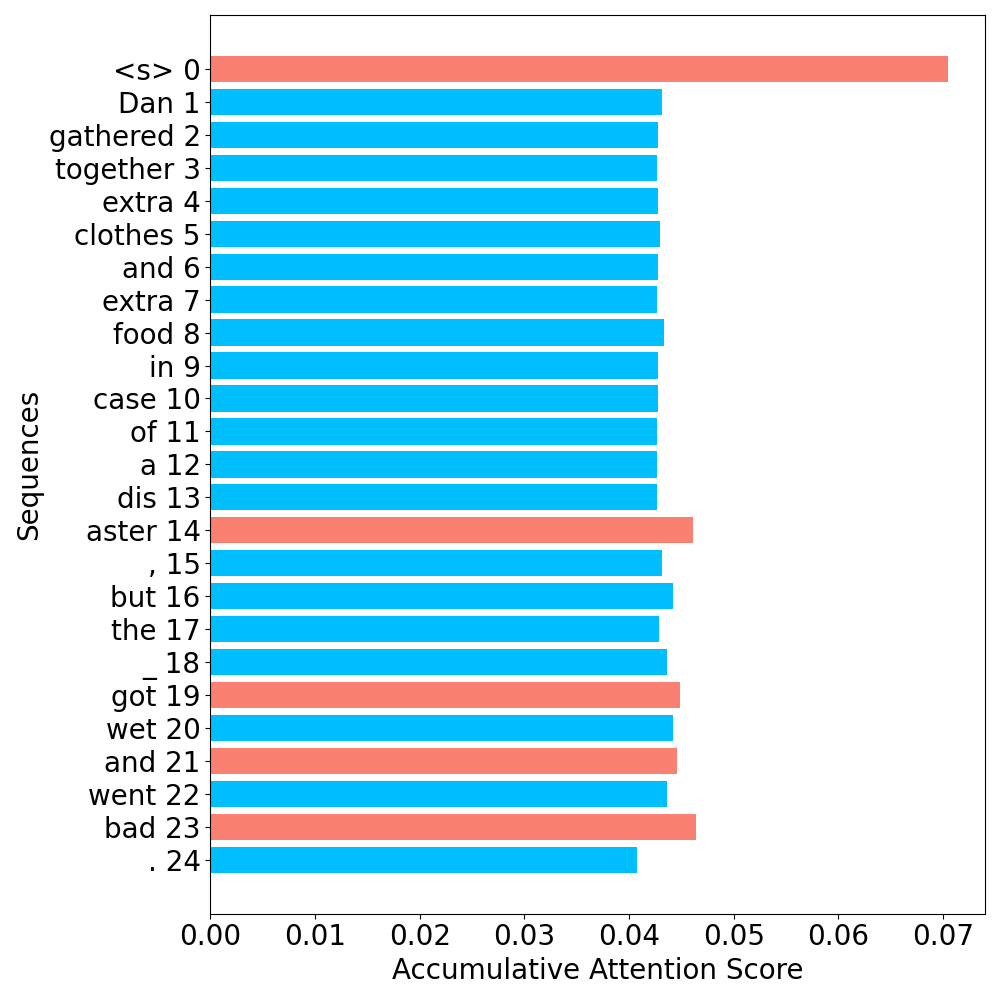 <s> 0
Dan 1
gathered 2
together 3
extra 4
clothes 5
and 6
extra 7
food 8
in 9
case 10
of 11
a 12
dis 13
aster 14
, 15
but 16
the 17
_ 18
got 19
wet 20
and 21
went 22
bad 23
. 24
Sequences
0.00 0.01 0.02 0.03 0.04 0.05 0.06 0.07
Accumulative Attention Score